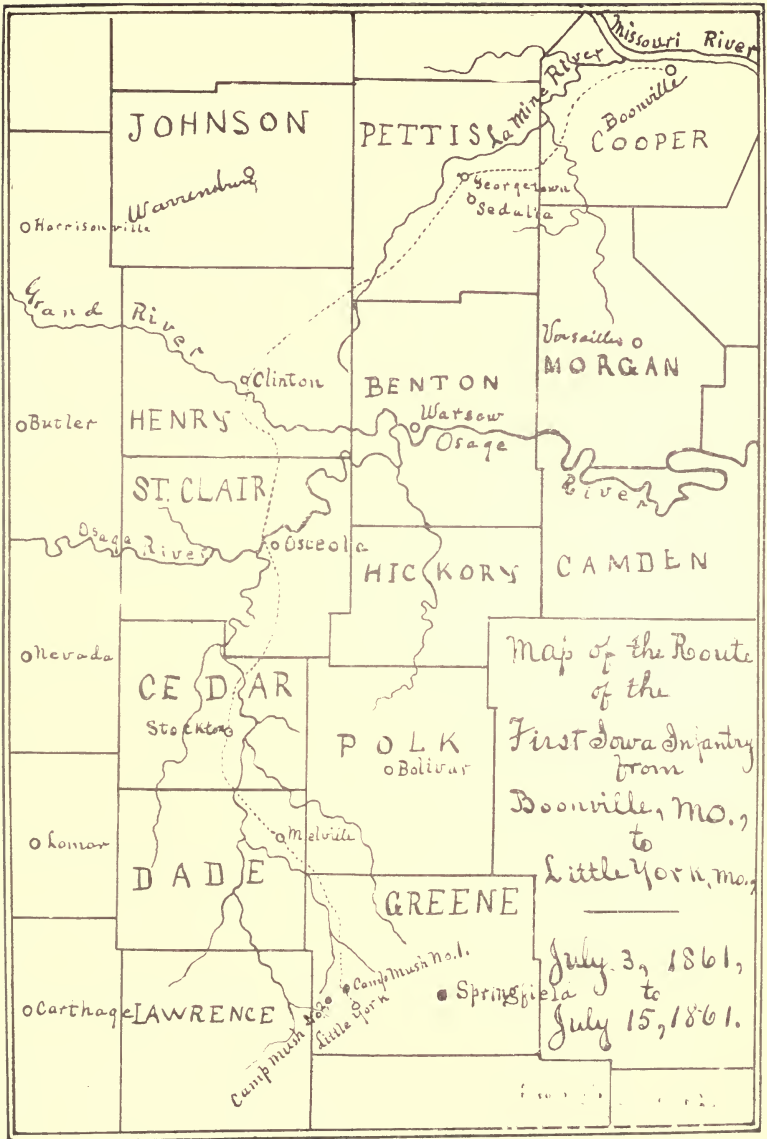 Missouri River
La Mine River
Boonville
COOPER
JOHNSON
PETTIS
Warrensburg
Georgetown
Sedalia
Harrisonville
Grand River
Versailles
MORGAN
Clinton
BENTON
Butler
HENRY
Warsaw
Osage
River
ST. CLAIR
Osage River
Osceola
HICKORY
CAMDEN
Nevada
CEDAR
Stockton
POLK
Bolivar
Map of the Route
of the
First Iowa Infantry
from
Boonville, Mo.,
to
Little York, Mo.,
July 3, 1861,
to
July 15, 1861.
Lamar
Melville
DADE
GREENE
Camp Mush No. 1.
Springfield
Carthage
LAWRENCE
Camp Mush No. 2
Little York